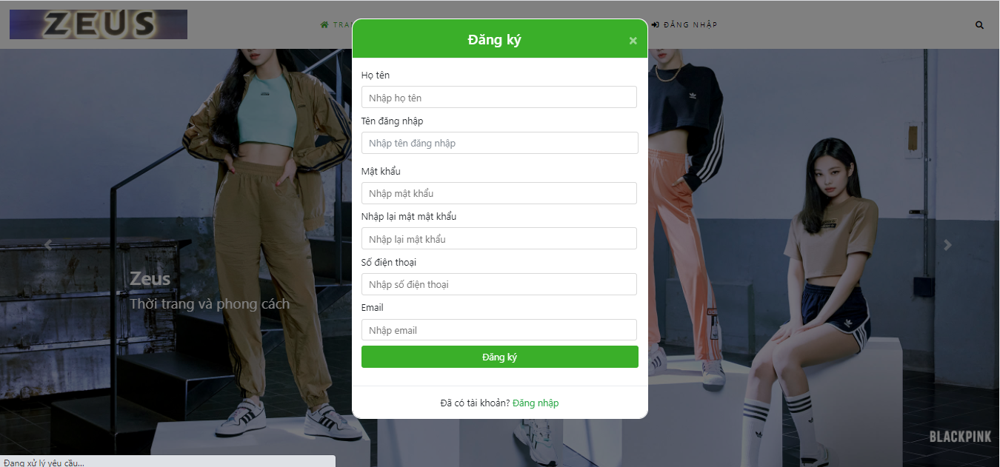 ZEUS
TRA
ĐĂNG NHẬP
Đăng ký
×
Họ tên
Nhập họ tên
Tên đăng nhập
Nhập tên đăng nhập
Mật khẩu
Nhập mật khẩu
Nhập lại mật mật khẩu
Nhập lại mật khẩu
Số điện thoại
Nhập số điện thoại
Email
Nhập email
Đăng ký
Đã có tài khoản? Đăng nhập
Zeus
Thời trang và phong cách
BLACKPINK
Đang xử lý yêu cầu...